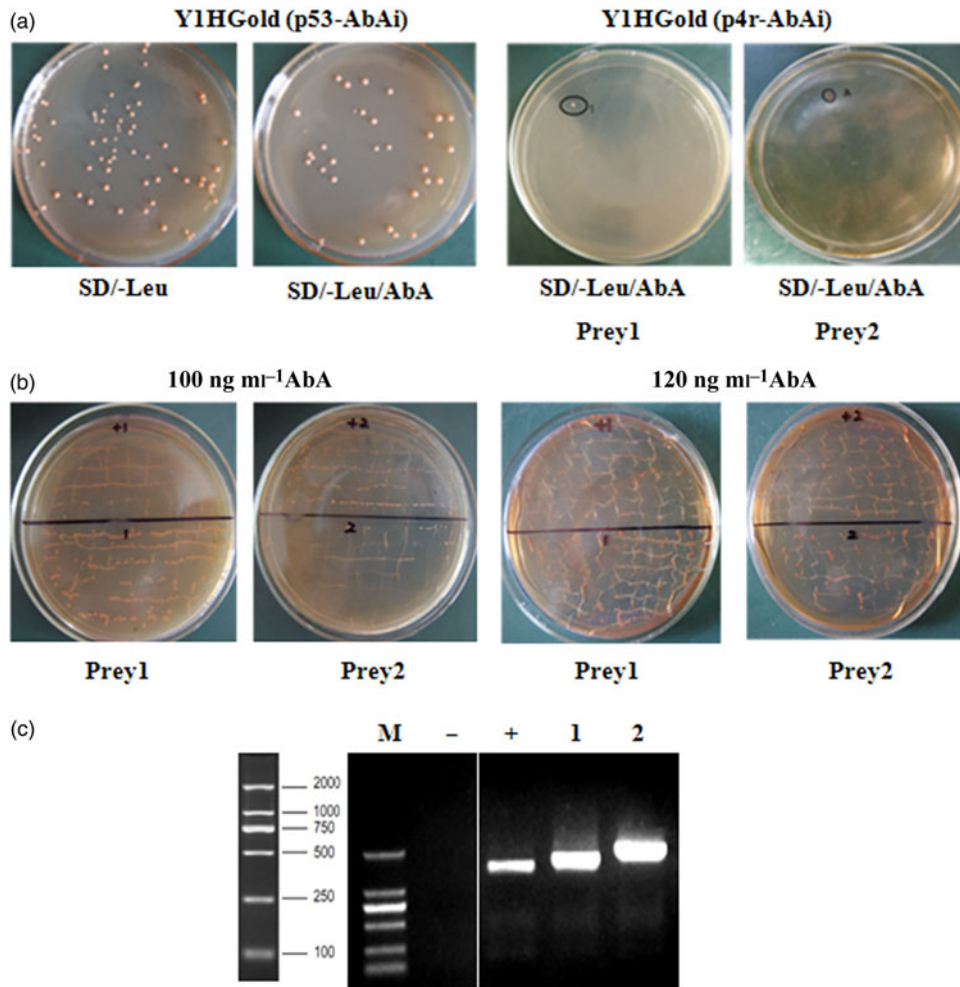 (a)
Y1HGold (p53-AbAi) Y1HGold (p4r-AbAi)
1
SD/-Leu SD/-Leu/AbA SD/-Leu/AbA SD/-Leu/AbA
Prey1 Prey2
(b)
100 ng ml⁻¹AbA 120 ng ml⁻¹AbA
+1 +2 +1 +2
1 2 1 2
Prey1 Prey2 Prey1 Prey2
(c)
M – + 1 2
2000
1000
750
500
250
100